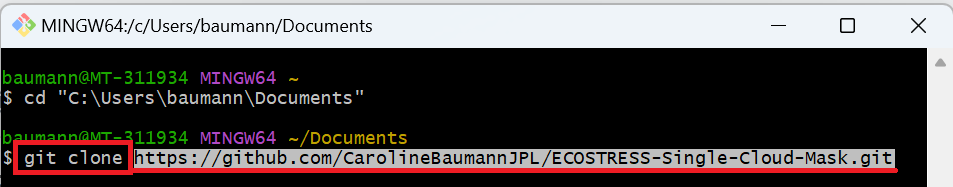 MINGW64:/c/Users/baumann/Documents
baumann@MT-311934 MINGW64 ~
$ cd "C:\Users\baumann\Documents"
baumann@MT-311934 MINGW64 ~/Documents
$ git clone https://github.com/CarolineBaumannJPL/ECOSTRESS-Single-Cloud-Mask.git